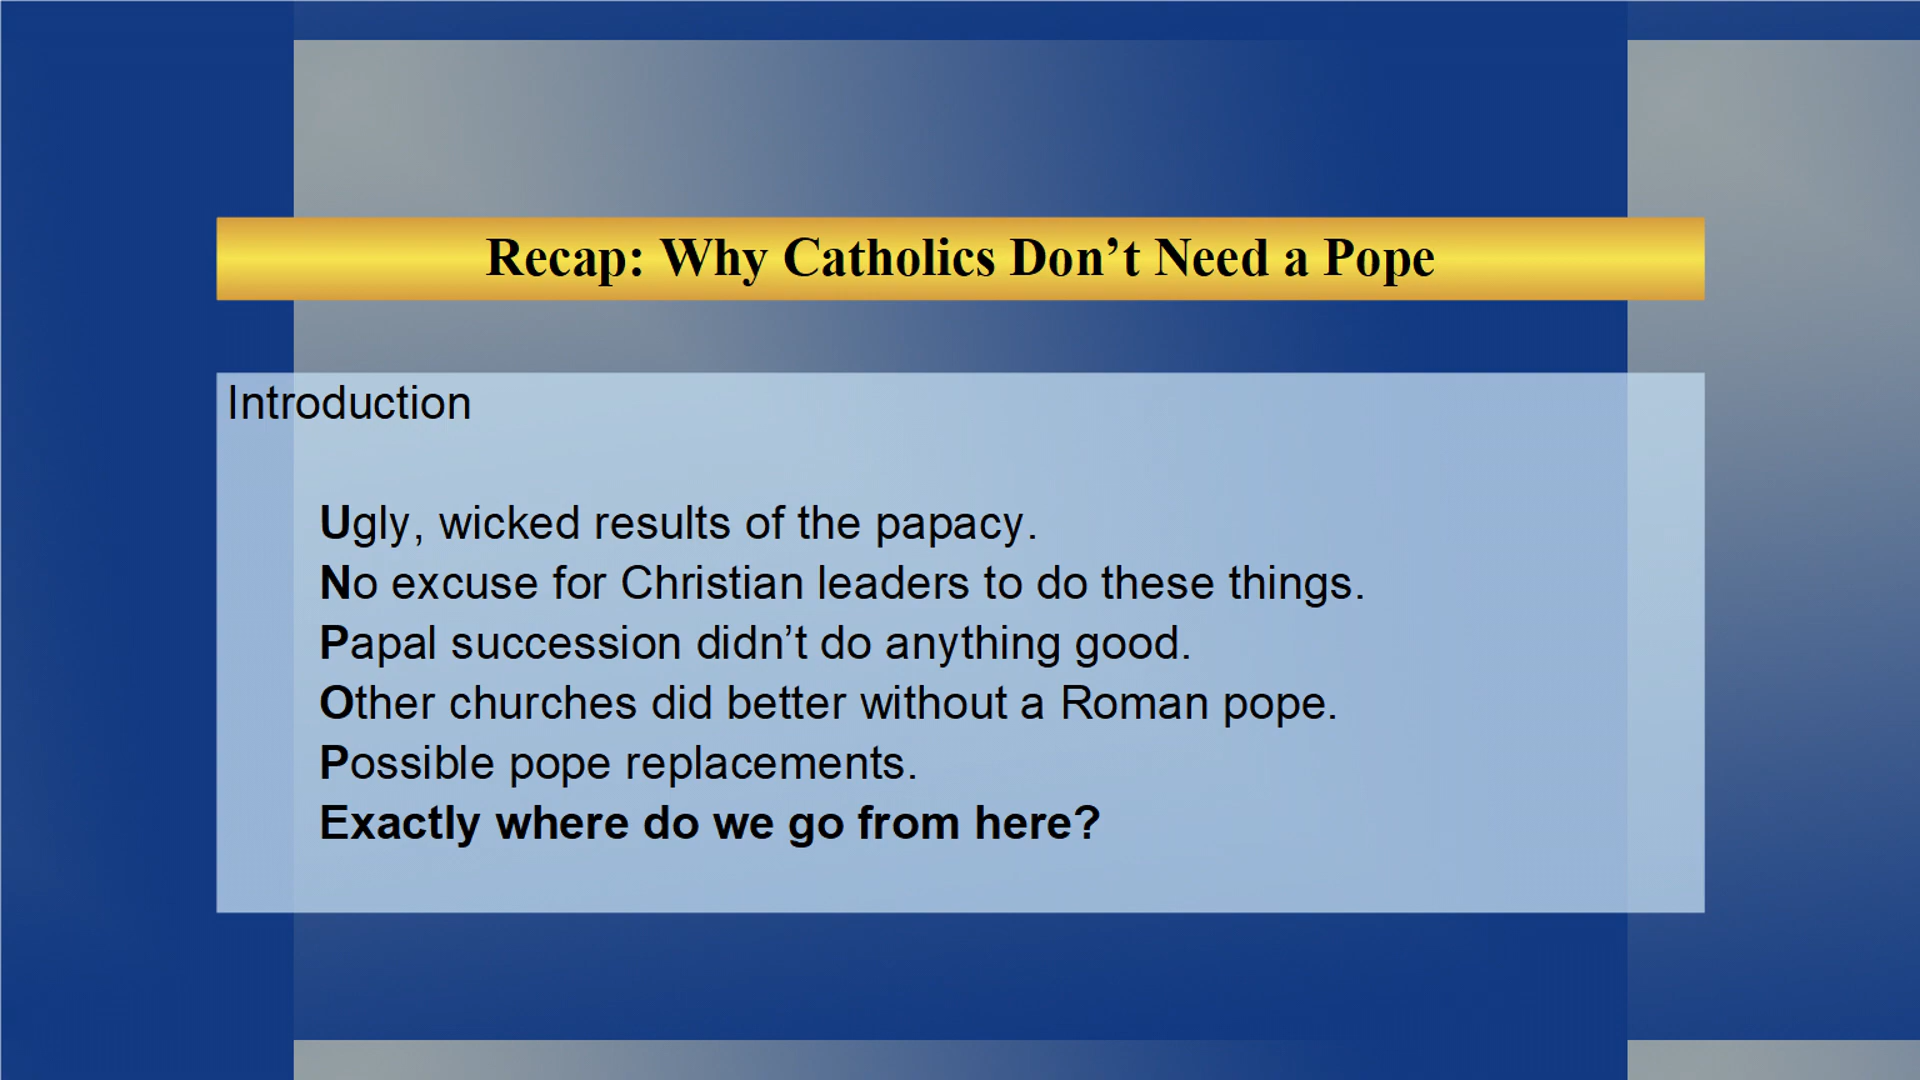 Recap: Why Catholics Don’t Need a Pope
Introduction
Ugly, wicked results of the papacy.
No excuse for Christian leaders to do these things.
Papal succession didn’t do anything good.
Other churches did better without a Roman pope.
Possible pope replacements.
Exactly where do we go from here?